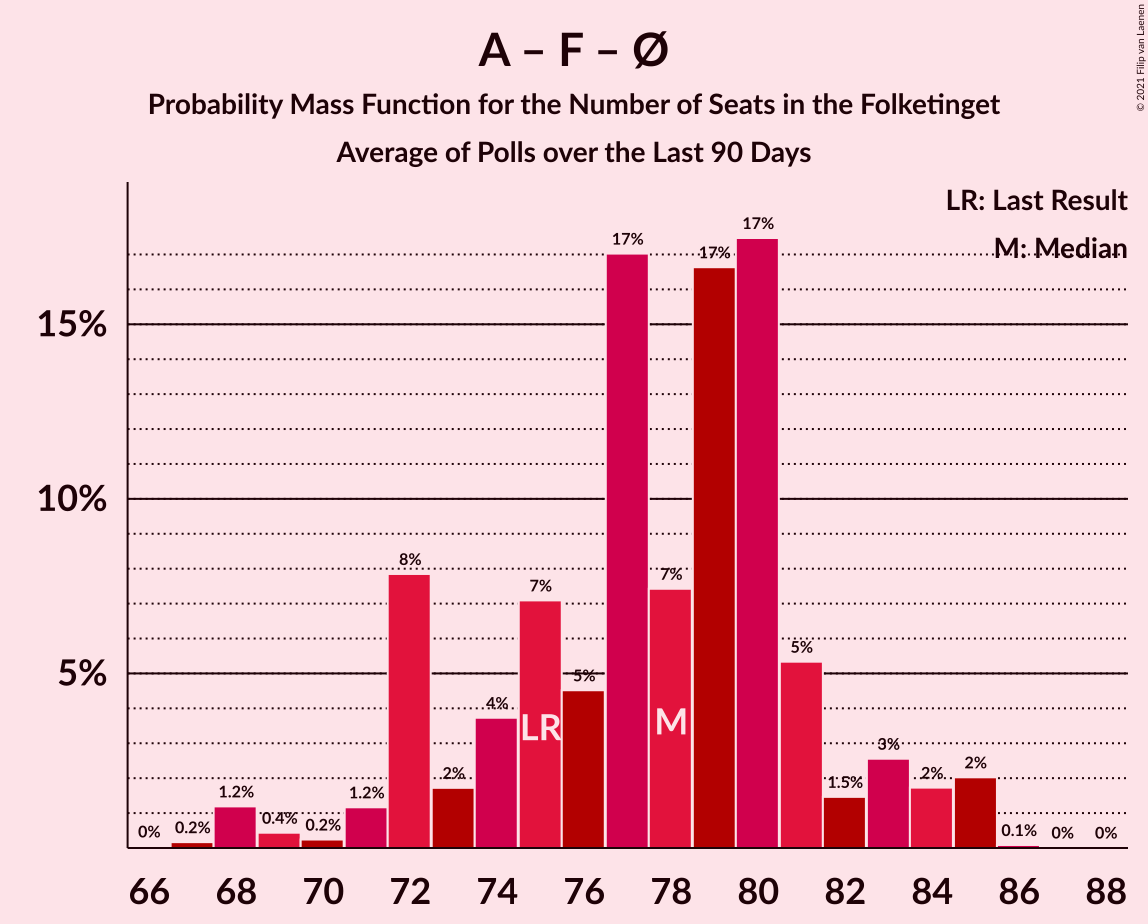 A – F – Ø
Probability Mass Function for the Number of Seats in the Folketinget
Average of Polls over the Last 90 Days
© 2021 Filip van Laenen
LR: Last Result
M: Median
15%
10%
5%
0%
0.2%
1.2%
0.4%
0.2%
1.2%
8%
2%
4%
7%
5%
17%
7%
17%
17%
5%
1.5%
3%
2%
2%
0.1%
0%
0%
LR
M
66 68 70 72 74 76 78 80 82 84 86 88